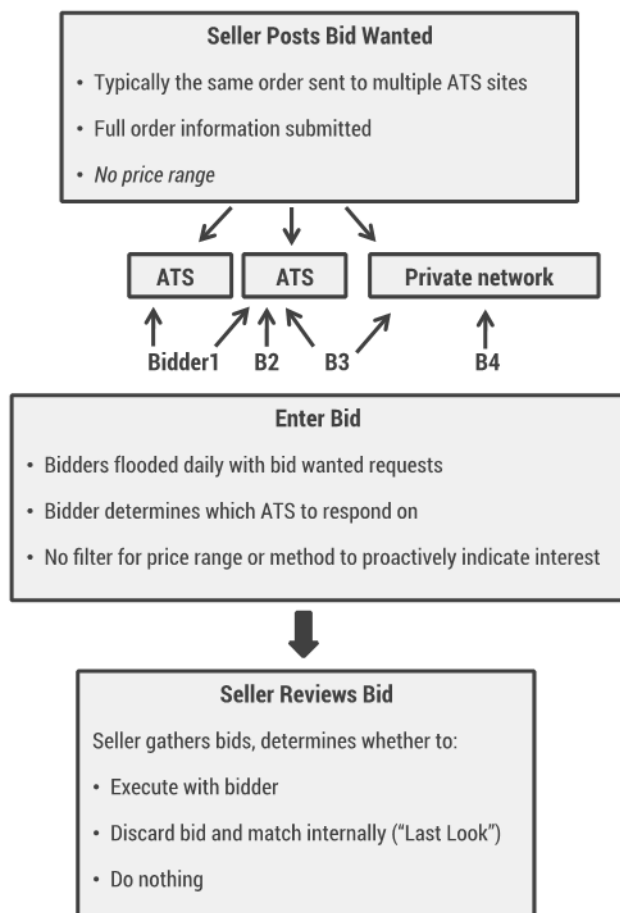 Seller Posts Bid Wanted
• Typically the same order sent to multiple ATS sites
• Full order information submitted
• No price range
ATS ATS Private network
Bidder1 B2 B3 B4
Enter Bid
• Bidders flooded daily with bid wanted requests
• Bidder determines which ATS to respond on
• No filter for price range or method to proactively indicate interest
Seller Reviews Bid
Seller gathers bids, determines whether to:
• Execute with bidder
• Discard bid and match internally (“Last Look”)
• Do nothing